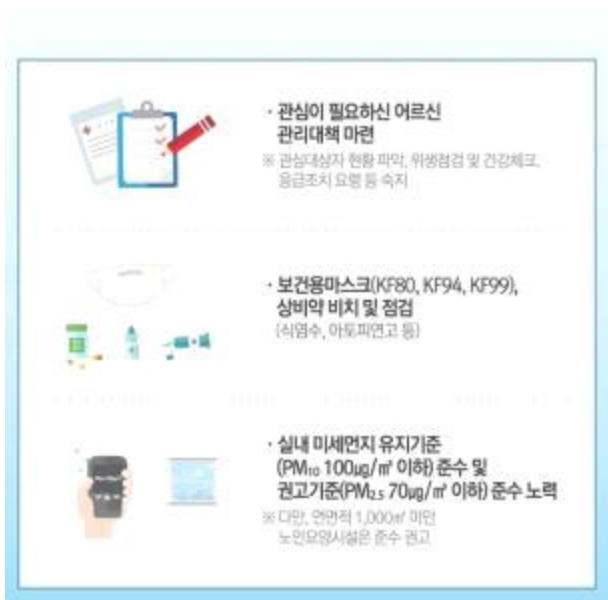 · 관심이 필요하신 어르신
관리대책 마련
※ 관심대상자 현황 파악, 위생점검 및 건강체크,
응급조치 요령 등 숙지
· 보건용마스크(KF80, KF94, KF99),
상비약 비치 및 점검
(식염수, 아토피연고 등)
· 실내 미세먼지 유지기준
(PM₁₀ 100㎍/㎥ 이하) 준수 및
권고기준(PM₂.₅ 70㎍/㎥ 이하) 준수 노력
※ 다만, 연면적 1,000㎡ 미만
노인요양시설은 준수 권고